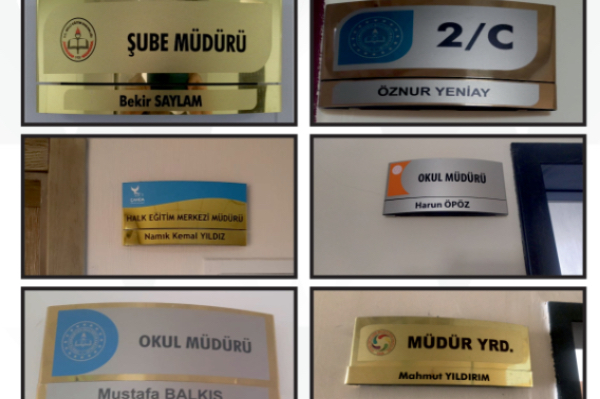 ŞUBE MÜDÜRÜ
Bekir SAYLAM
2/C
ÖZNUR YENİAY
HALK EĞİTİM MERKEZİ MÜDÜRÜ
Namık Kemal YILDIZ
OKUL MÜDÜRÜ
Harun ÖPÖZ
OKUL MÜDÜRÜ
Mustafa BALKIS
MÜDÜR YRD.
Mahmut YILDIRIM